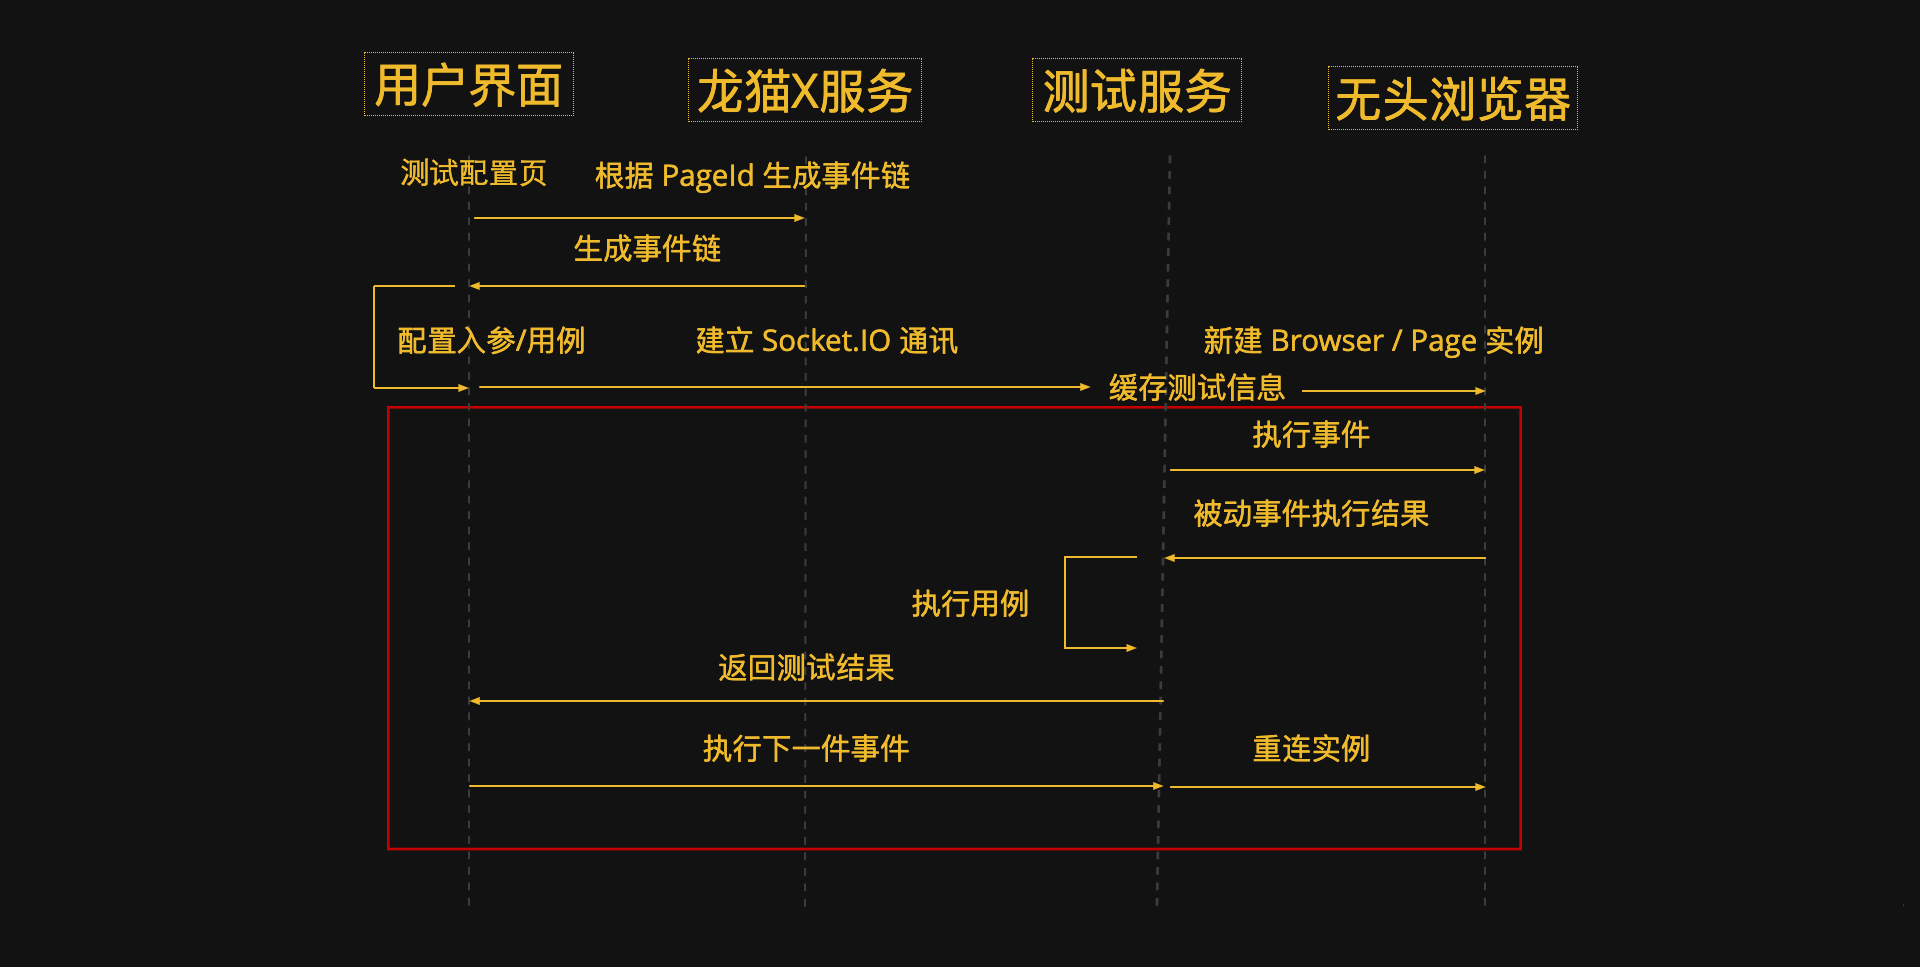 用户界面
龙猫X服务
测试服务
无头浏览器
测试配置页
根据 PageId 生成事件链
生成事件链
配置入参/用例
建立 Socket.IO 通讯
新建 Browser / Page 实例
缓存测试信息
执行事件
被动事件执行结果
执行用例
返回测试结果
执行下一件事件
重连实例